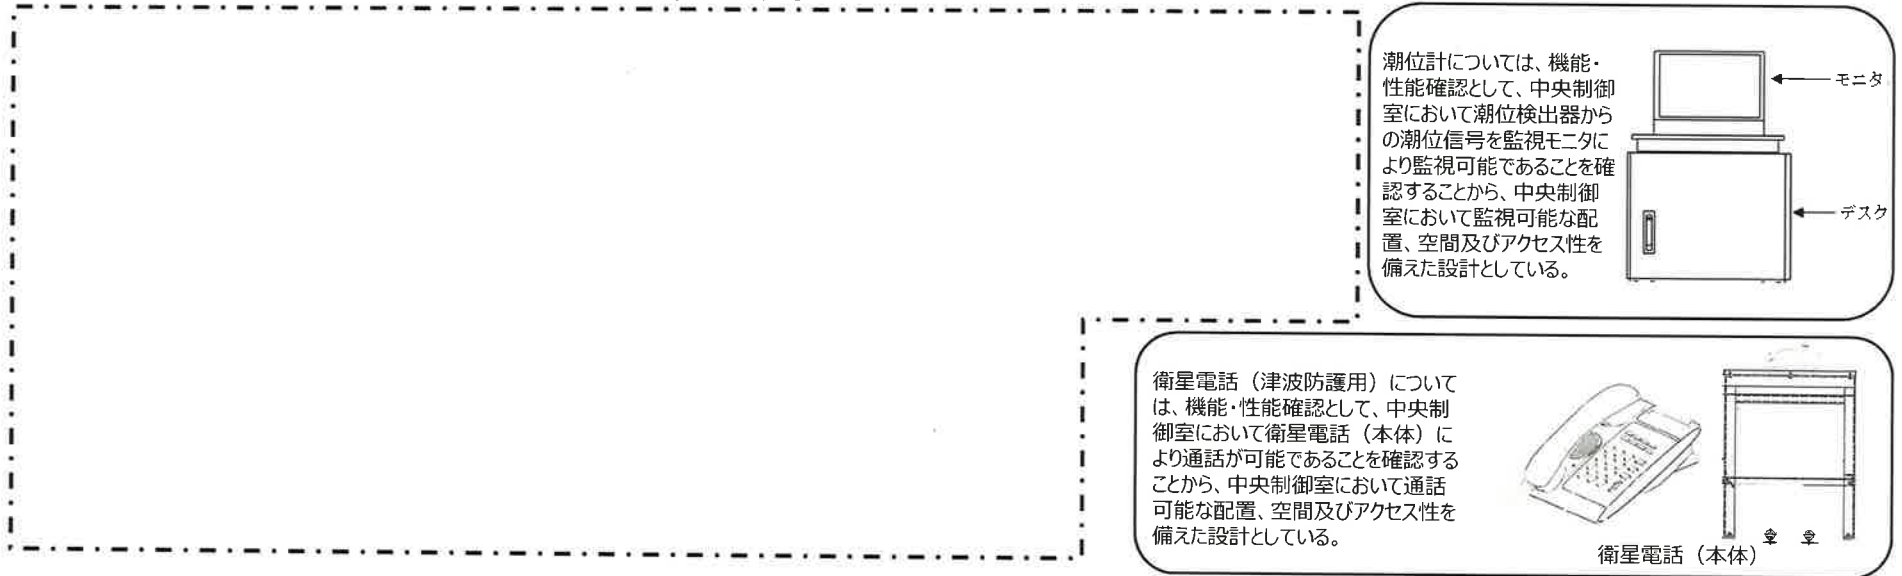 潮位計については、機能・
性能確認として、中央制御
室において潮位検出器から
の潮位信号を監視モニタに
より監視可能であることを確
認することから、中央制御
室において監視可能な配
置、空間及びアクセス性を
備えた設計としている。
モニタ
デスク
衛星電話（津波防護用）について
は、機能・性能確認として、中央制
御室において衛星電話（本体）に
より通話が可能であることを確認する
ことから、中央制御室において通話
可能な配置、空間及びアクセス性を
備えた設計としている。
衛星電話（本体）